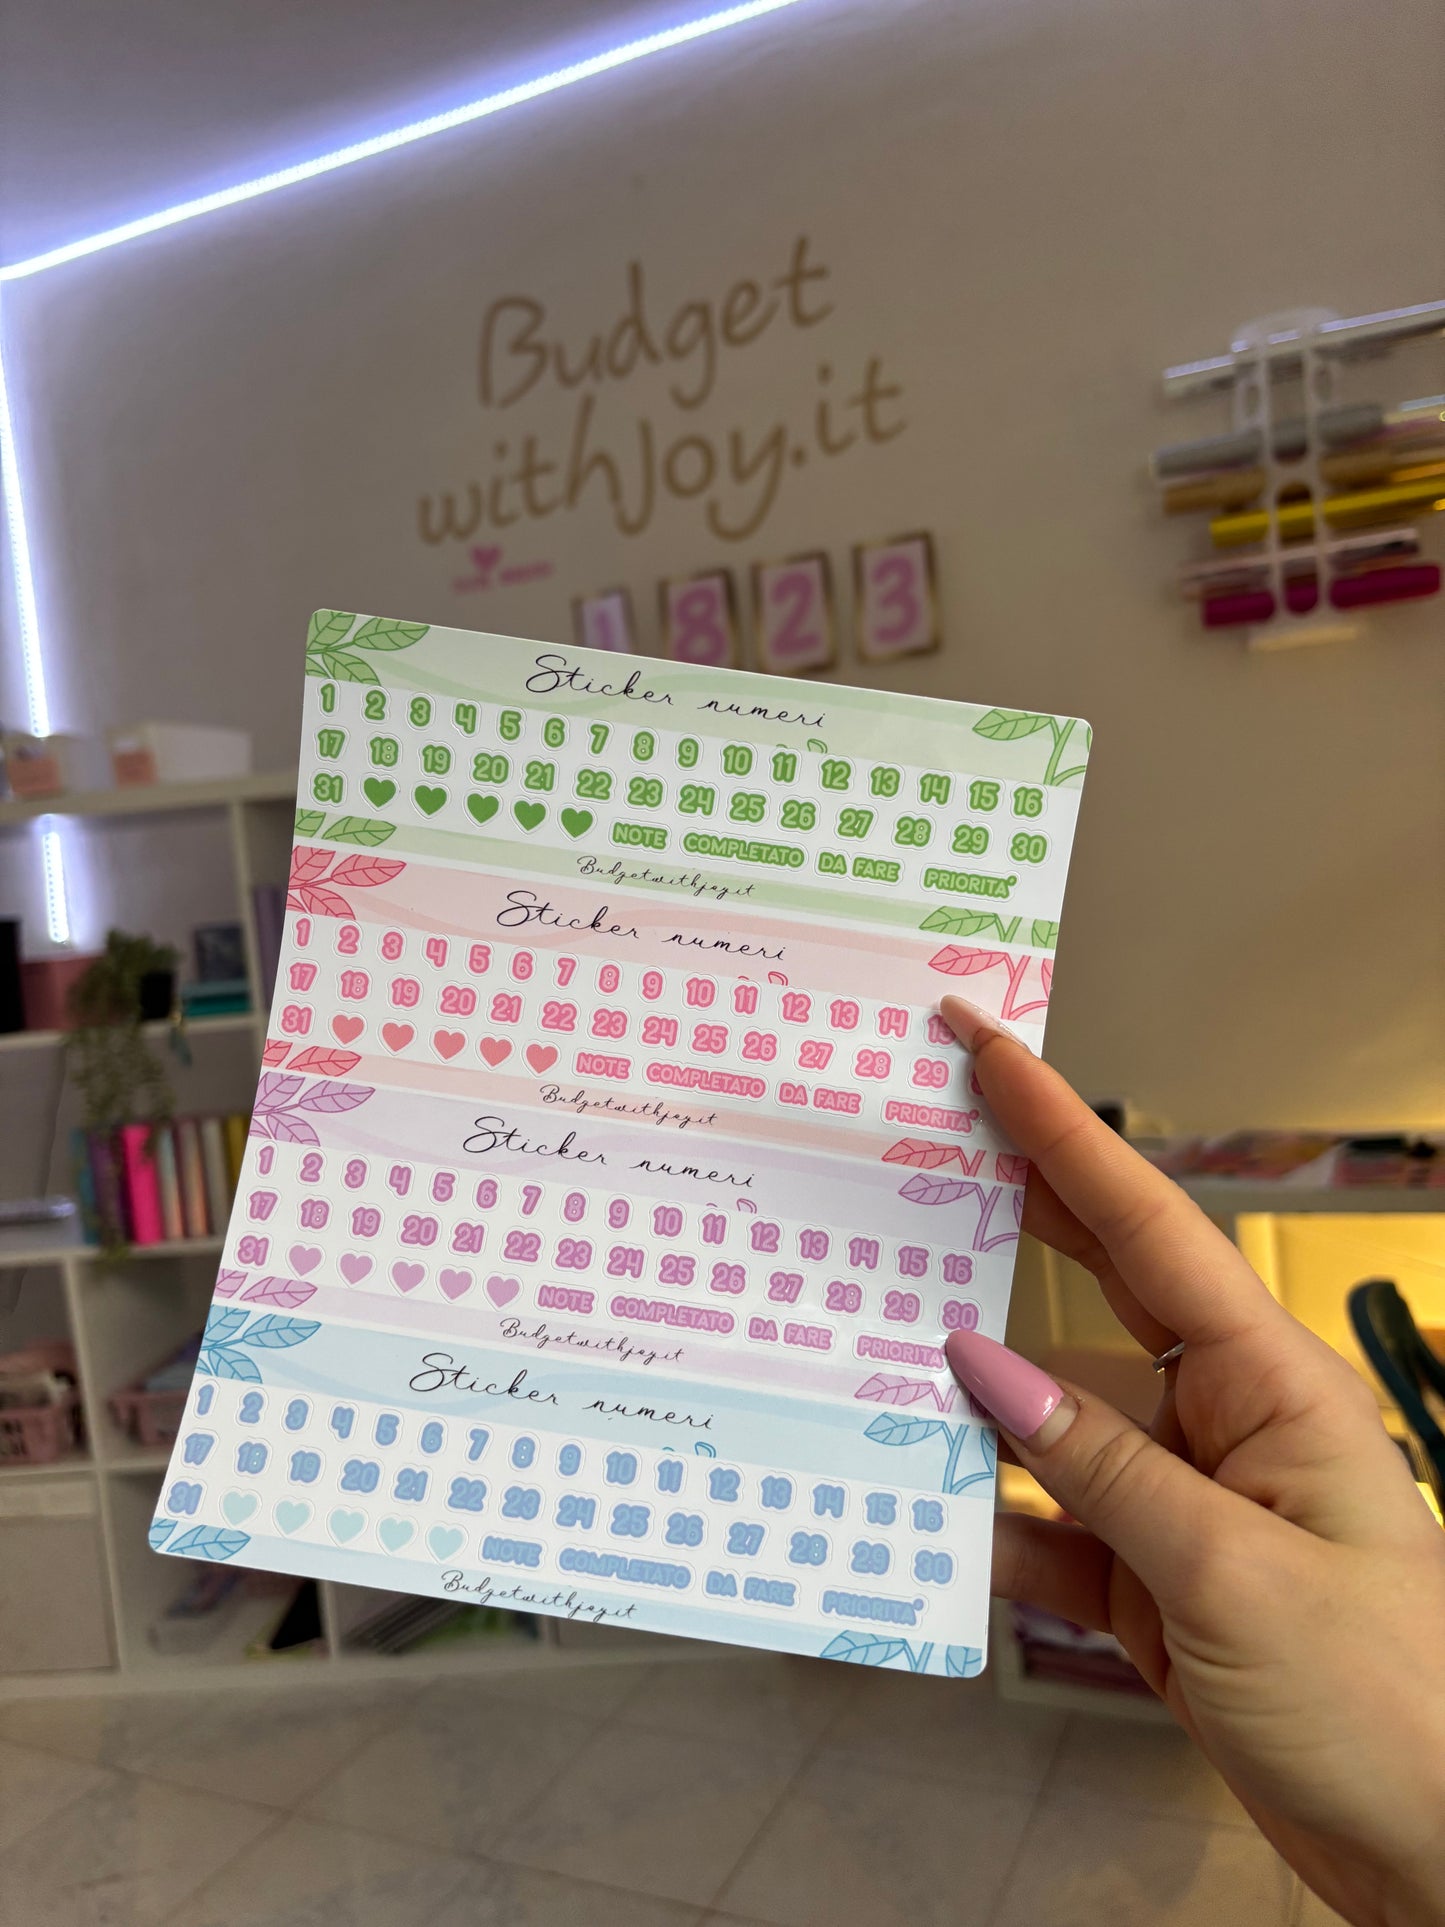 Budget
withJoy.it
1 8 2 3
Sticker numeri
1 2 3 4 5 6 7 8 9 10 11 12 13 14 15 16
17 18 19 20 21 22 23 24 25 26 27 28 29 30
31 NOTE COMPLETATO DA FARE PRIORITA'
Budgetwithjoy.it
Sticker numeri
1 2 3 4 5 6 7 8 9 10 11 12 13 14 15
17 18 19 20 21 22 23 24 25 26 27 28 29
31 NOTE COMPLETATO DA FARE PRIORITA'
Budgetwithjoy.it
Sticker numeri
1 2 3 4 5 6 7 8 9 10 11 12 13 14 15 16
17 18 19 20 21 22 23 24 25 26 27 28 29 30
31 NOTE COMPLETATO DA FARE PRIORITA
Budgetwithjoy.it
Sticker numeri
1 2 3 4 5 6 7 8 9 10 11 12 13 14 15 16
17 18 19 20 21 22 23 24 25 26 27 28 29 30
31 NOTE COMPLETATO DA FARE PRIORITA'
Budgetwithjoy.it